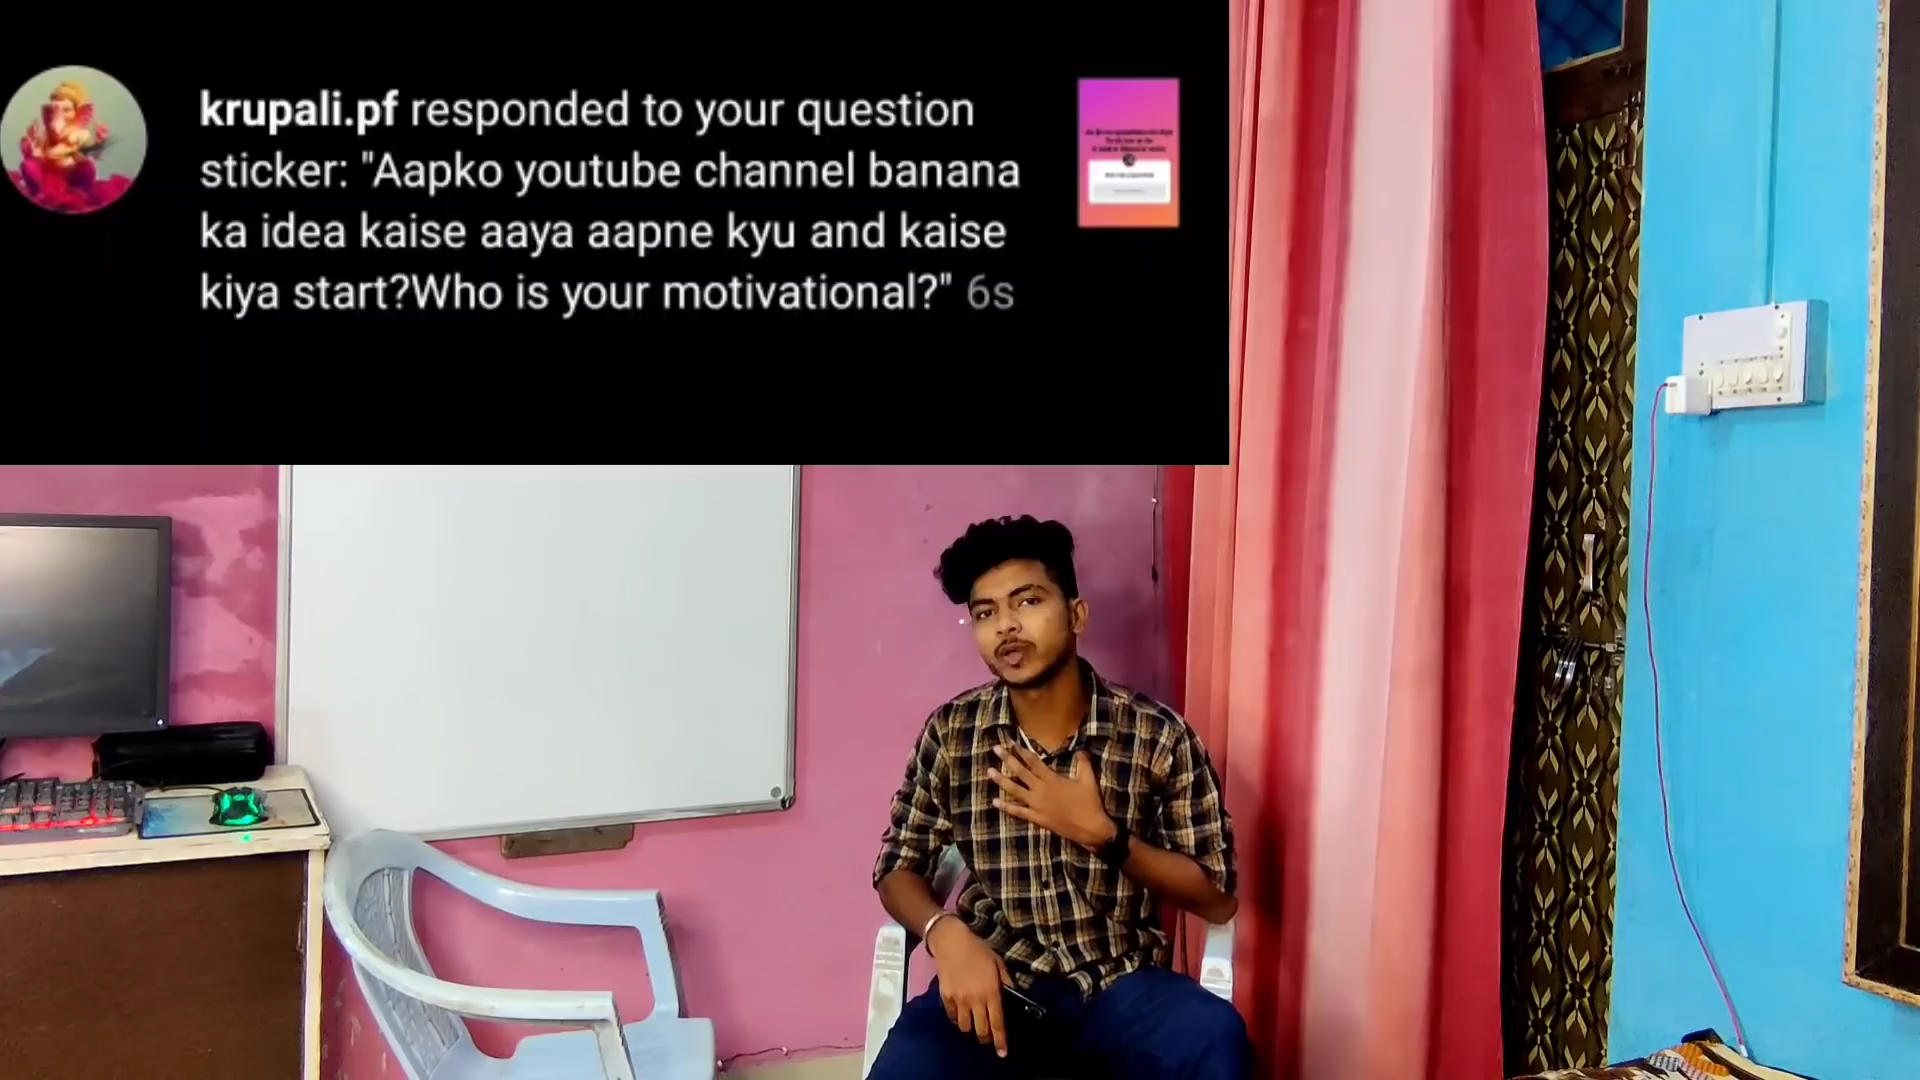 krupali.pf responded to your question
sticker: "Aapko youtube channel banana
ka idea kaise aaya aapne kyu and kaise
kiya start?Who is your motivational?" 6s